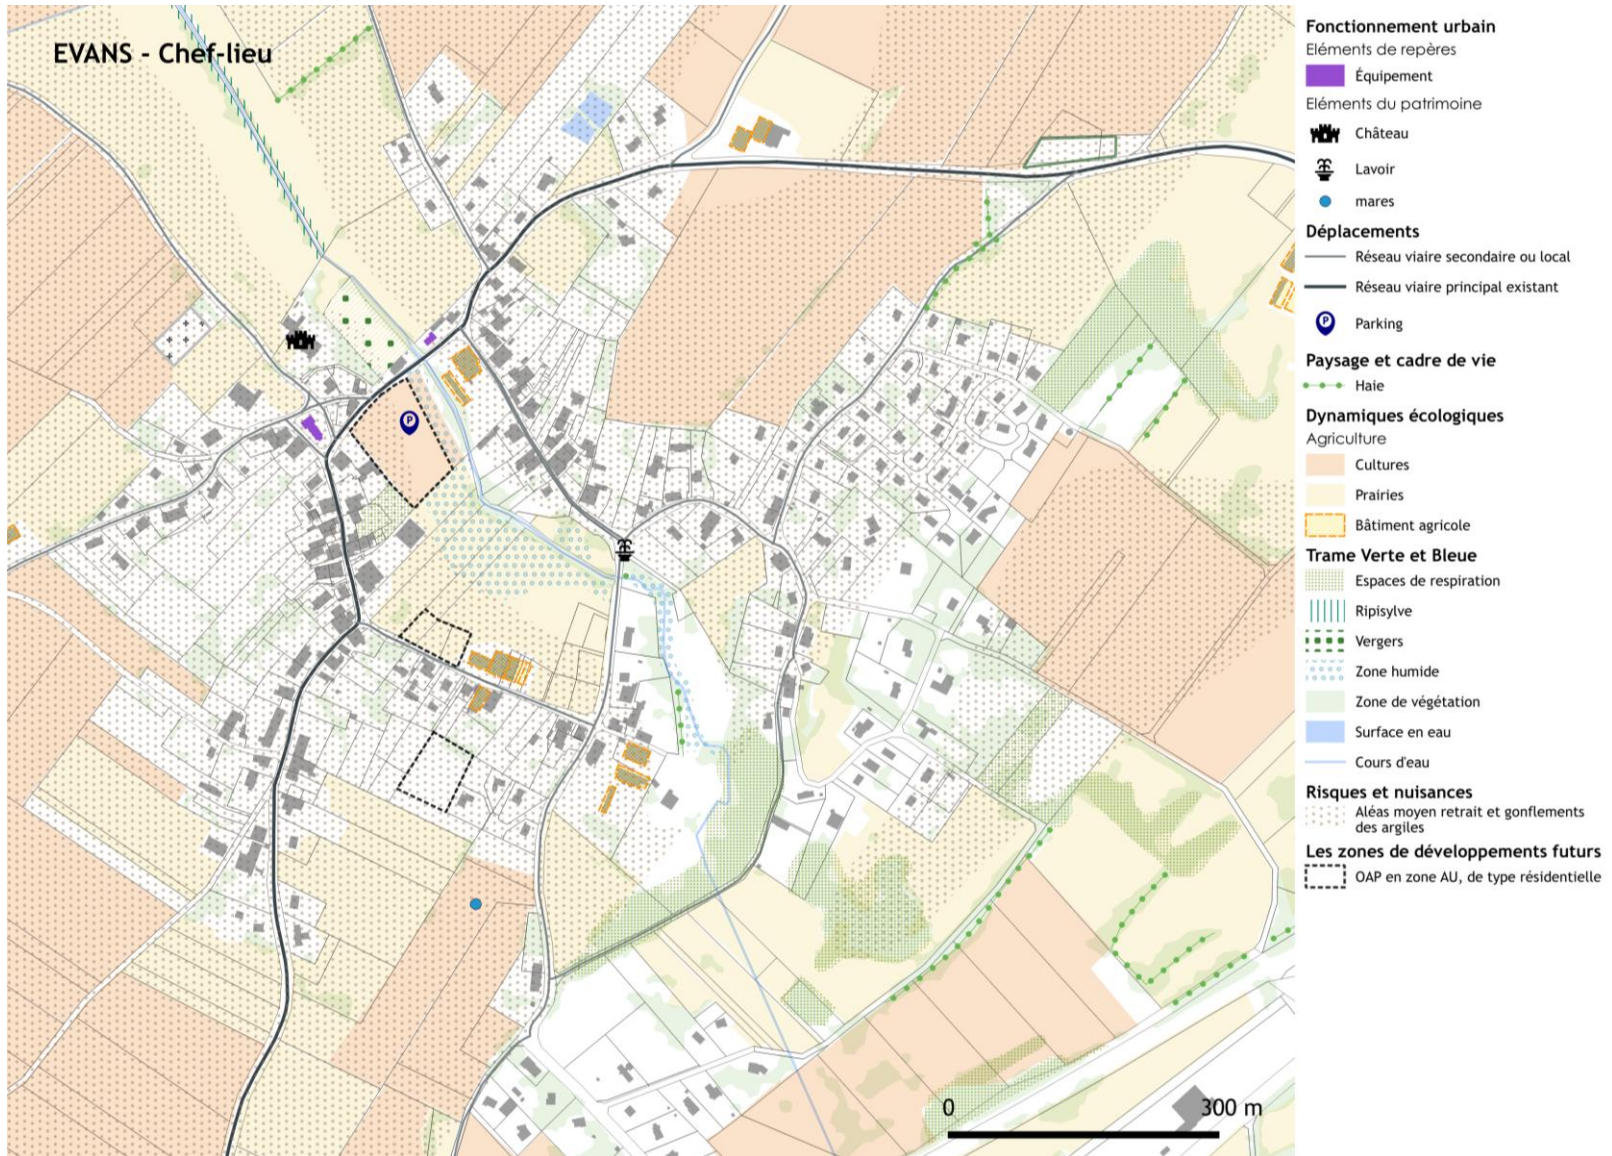 EVANS - Chef-lieu
P
0
300 m
Fonctionnement urbain
Eléments de repères
Équipement
Eléments du patrimoine
Château
Lavoir
mares
Déplacements
Réseau viaire secondaire ou local
Réseau viaire principal existant
P
Parking
Paysage et cadre de vie
Haie
Dynamiques écologiques
Agriculture
Cultures
Prairies
Bâtiment agricole
Trame Verte et Bleue
Espaces de respiration
Ripisylve
Vergers
Zone humide
Zone de végétation
Surface en eau
Cours d'eau
Risques et nuisances
Aléas moyen retrait et gonflements
des argiles
Les zones de développements futurs
OAP en zone AU, de type résidentielle